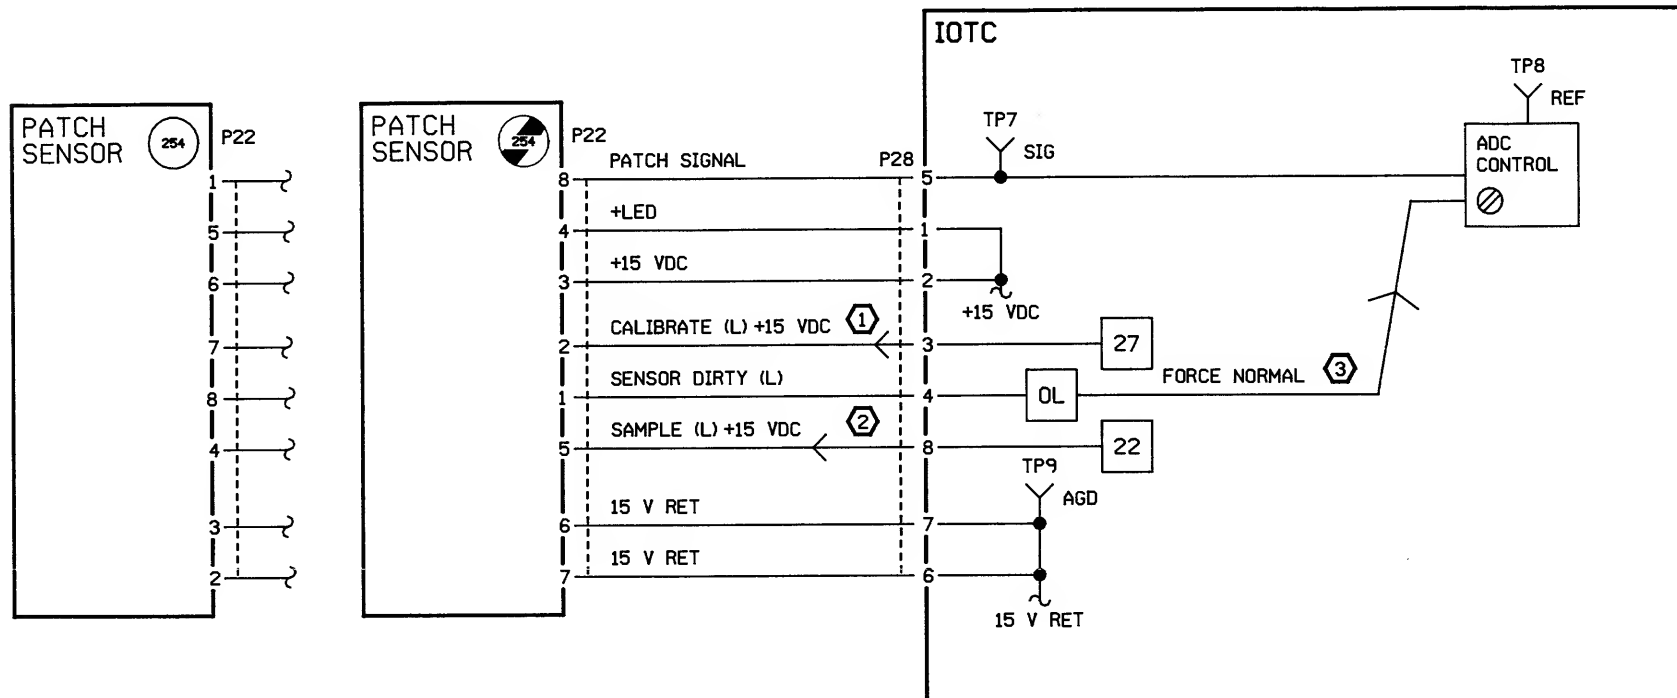 IOTC
TP8
REF
PATCH
SENSOR
254
P22
1
5
6
7
8
4
3
2
PATCH
SENSOR
254
P22
P28
TP7
SIG
ADC
CONTROL
8 PATCH SIGNAL 5
4 +LED 1
3 +15 VDC 2
+15 VDC
2 CALIBRATE (L) +15 VDC 1 3 27
1 SENSOR DIRTY (L) 4 OL FORCE NORMAL 3
5 SAMPLE (L) +15 VDC 2 8 22
TP9
AGD
6 15 V RET 7
7 15 V RET 6
15 V RET